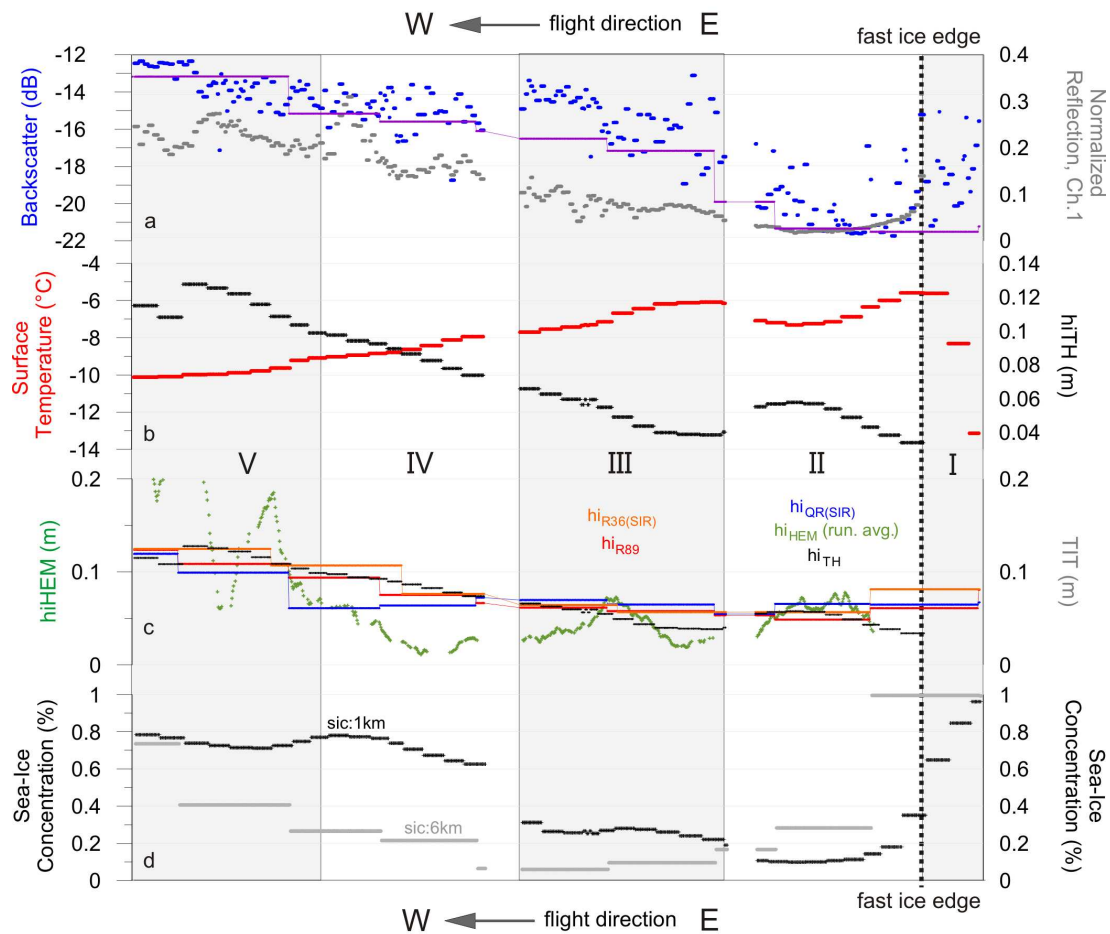 W flight direction E
fast ice edge
Backscatter (dB)
-12
-14
-16
-18
-20
-22
a
0.4
0.3
0.2
0.1
0
Normalized
Reflection, Ch.1
Surface
Temperature (°C)
-4
-6
-8
-10
-12
-14
b
0.14
0.12
0.1
0.08
0.06
0.04
hiTH (m)
V IV III II I
hiHEM (m)
0.2
0.1
0
c
hiR36(SIR)
hiR89
hiQR(SIR)
hiHEM (run. avg.)
hiTH
0.2
0.1
0
TIT (m)
Sea-Ice
Concentration (%)
1
0.8
0.6
0.4
0.2
0
d
sic:1km
sic:6km
1
0.8
0.6
0.4
0.2
0
Sea-Ice
Concentration (%)
fast ice edge
W flight direction E